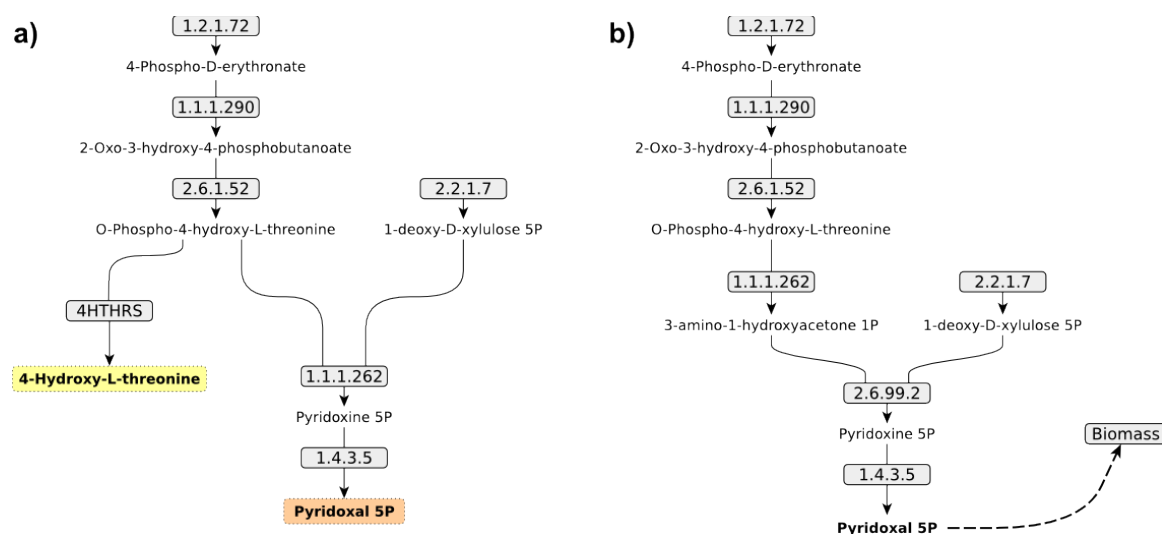 a)
1.2.1.72
4-Phospho-D-erythronate
1.1.1.290
2-Oxo-3-hydroxy-4-phosphobutanoate
2.6.1.52
2.2.1.7
O-Phospho-4-hydroxy-L-threonine
1-deoxy-D-xylulose 5P
4HTHRS
4-Hydroxy-L-threonine
1.1.1.262
Pyridoxine 5P
1.4.3.5
Pyridoxal 5P
b)
1.2.1.72
4-Phospho-D-erythronate
1.1.1.290
2-Oxo-3-hydroxy-4-phosphobutanoate
2.6.1.52
O-Phospho-4-hydroxy-L-threonine
1.1.1.262
2.2.1.7
3-amino-1-hydroxyacetone 1P
1-deoxy-D-xylulose 5P
2.6.99.2
Pyridoxine 5P
Biomass
1.4.3.5
Pyridoxal 5P